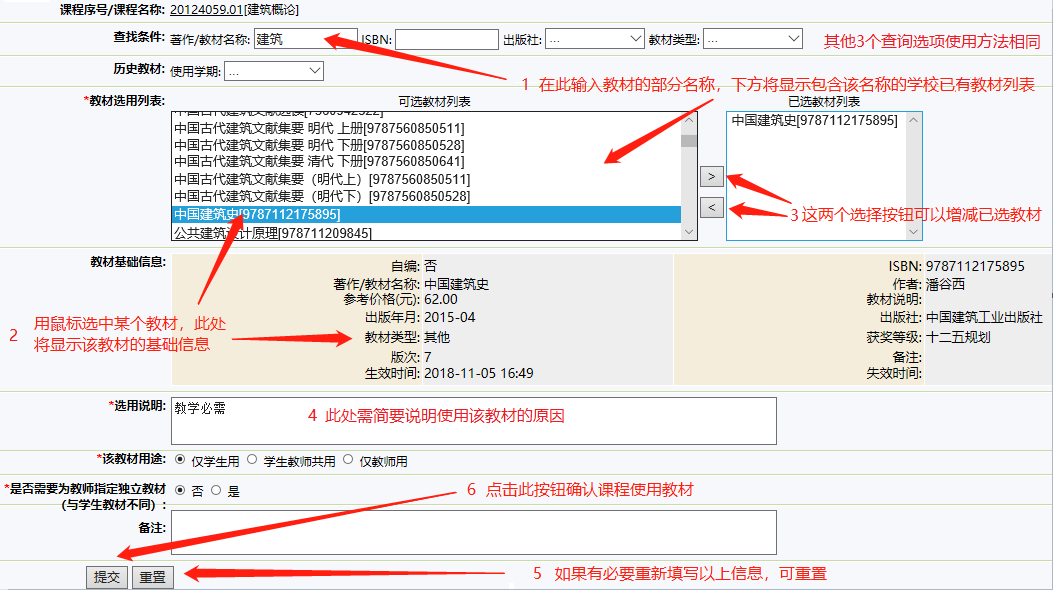 课程序号/课程名称: 20124059.01[建筑概论]
查找条件: 著作/教材名称: 建筑 ISBN: 出版社: ... 教材类型: ... 其他3个查询选项使用方法相同
历史教材: 使用学期: ...
1 在此输入教材的部分名称，下方将显示包含该名称的学校已有教材列表
*教材选用列表: 可选教材列表 已选教材列表
中国古代建筑文献集要 明代 上册[9787560850511]
中国古代建筑文献集要 明代 下册[9787560850528]
中国古代建筑文献集要 清代 下册[9787560850641]
中国古代建筑文献集要（明代上）[9787560850511]
中国古代建筑文献集要（明代下）[9787560850528]
中国建筑史[9787112175895]
公共建筑设计原理[978711209845]
中国建筑史[9787112175895]
>
<
3 这两个选择按钮可以增减已选教材
教材基础信息:
自编: 否 ISBN: 9787112175895
著作/教材名称: 中国建筑史 作者: 潘谷西
参考价格(元): 62.00 教材说明:
出版年月: 2015-04 出版社: 中国建筑工业出版社
教材类型: 其他 获奖等级: 十二五规划
版次: 7 备注:
生效时间: 2018-11-05 16:49 失效时间:
2 用鼠标选中某个教材，此处
将显示该教材的基础信息
*选用说明: 教学必需 4 此处需简要说明使用该教材的原因
*该教材用途: 仅学生用 学生教师共用 仅教师用
*是否需要为教师指定独立教材
(与学生教材不同）: 否 是
6 点击此按钮确认课程使用教材
备注:
提交 重置 5 如果有必要重新填写以上信息，可重置